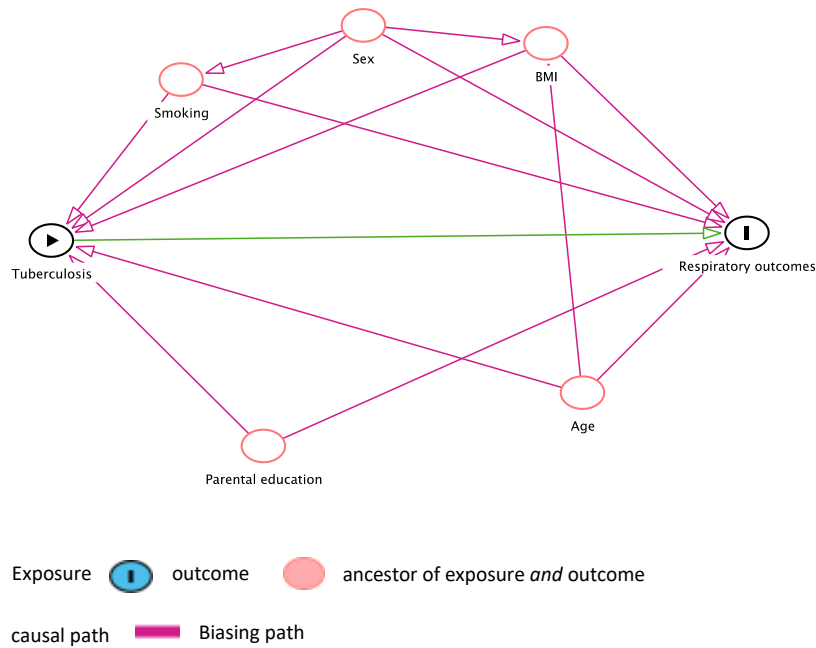 Sex
BMI
Smoking
Tuberculosis
Respiratory outcomes
Age
Parental education
Exposure outcome ancestor of exposure and outcome
causal path Biasing path